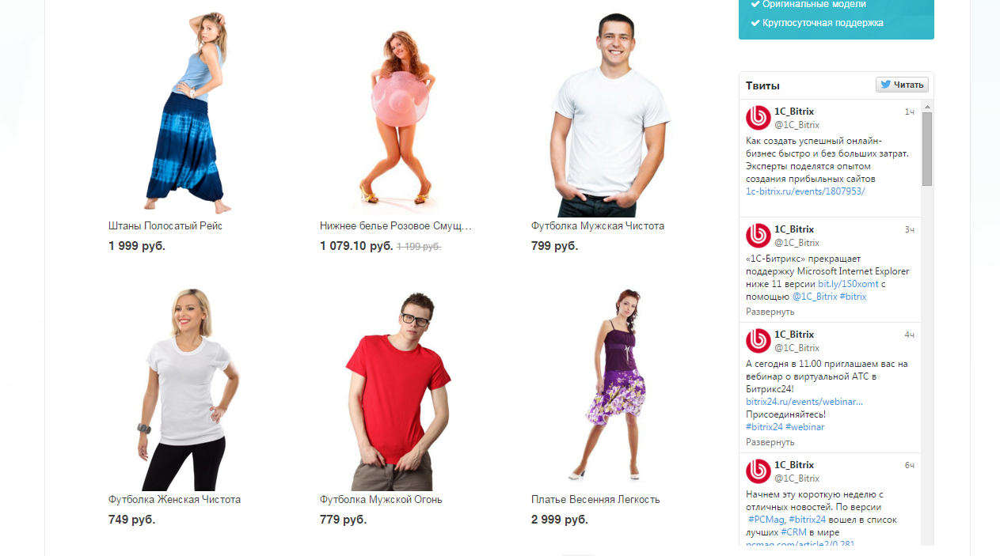 Оригинальные модели
Круглосуточная поддержка
Штаны Полосатый Рейс
1 999 руб.
Нижнее белье Розовое Смущ…
1 079.10 руб. 1 199 руб.
Футболка Мужская Чистота
799 руб.
Футболка Женская Чистота
749 руб.
Футболка Мужской Огонь
779 руб.
Платье Весенняя Легкость
2 999 руб.
Твиты
Читать
1C_Bitrix 1ч
@1C_Bitrix
Как создать успешный онлайн-
бизнес быстро и без больших затрат.
Эксперты поделятся опытом
создания прибыльных сайтов
1c-bitrix.ru/events/1807953/
1C_Bitrix 3ч
@1C_Bitrix
«1С-Битрикс» прекращает
поддержку Microsoft Internet Explorer
ниже 11 версии bit.ly/1S0xomt с
помощью @1C_Bitrix #bitrix
Развернуть
1C_Bitrix 4ч
@1C_Bitrix
А сегодня в 11.00 приглашаем вас на
вебинар о виртуальной АТС в
Битрикс24!
bitrix24.ru/events/webinar…
Присоединяйтесь!
#bitrix24 #webinar
Развернуть
1C_Bitrix 6ч
@1C_Bitrix
Начнем эту короткую неделю с
отличных новостей. По версии
#PCMag, #bitrix24 вошел в список
лучших #CRM в мире
pcmag.com/article2/0,281